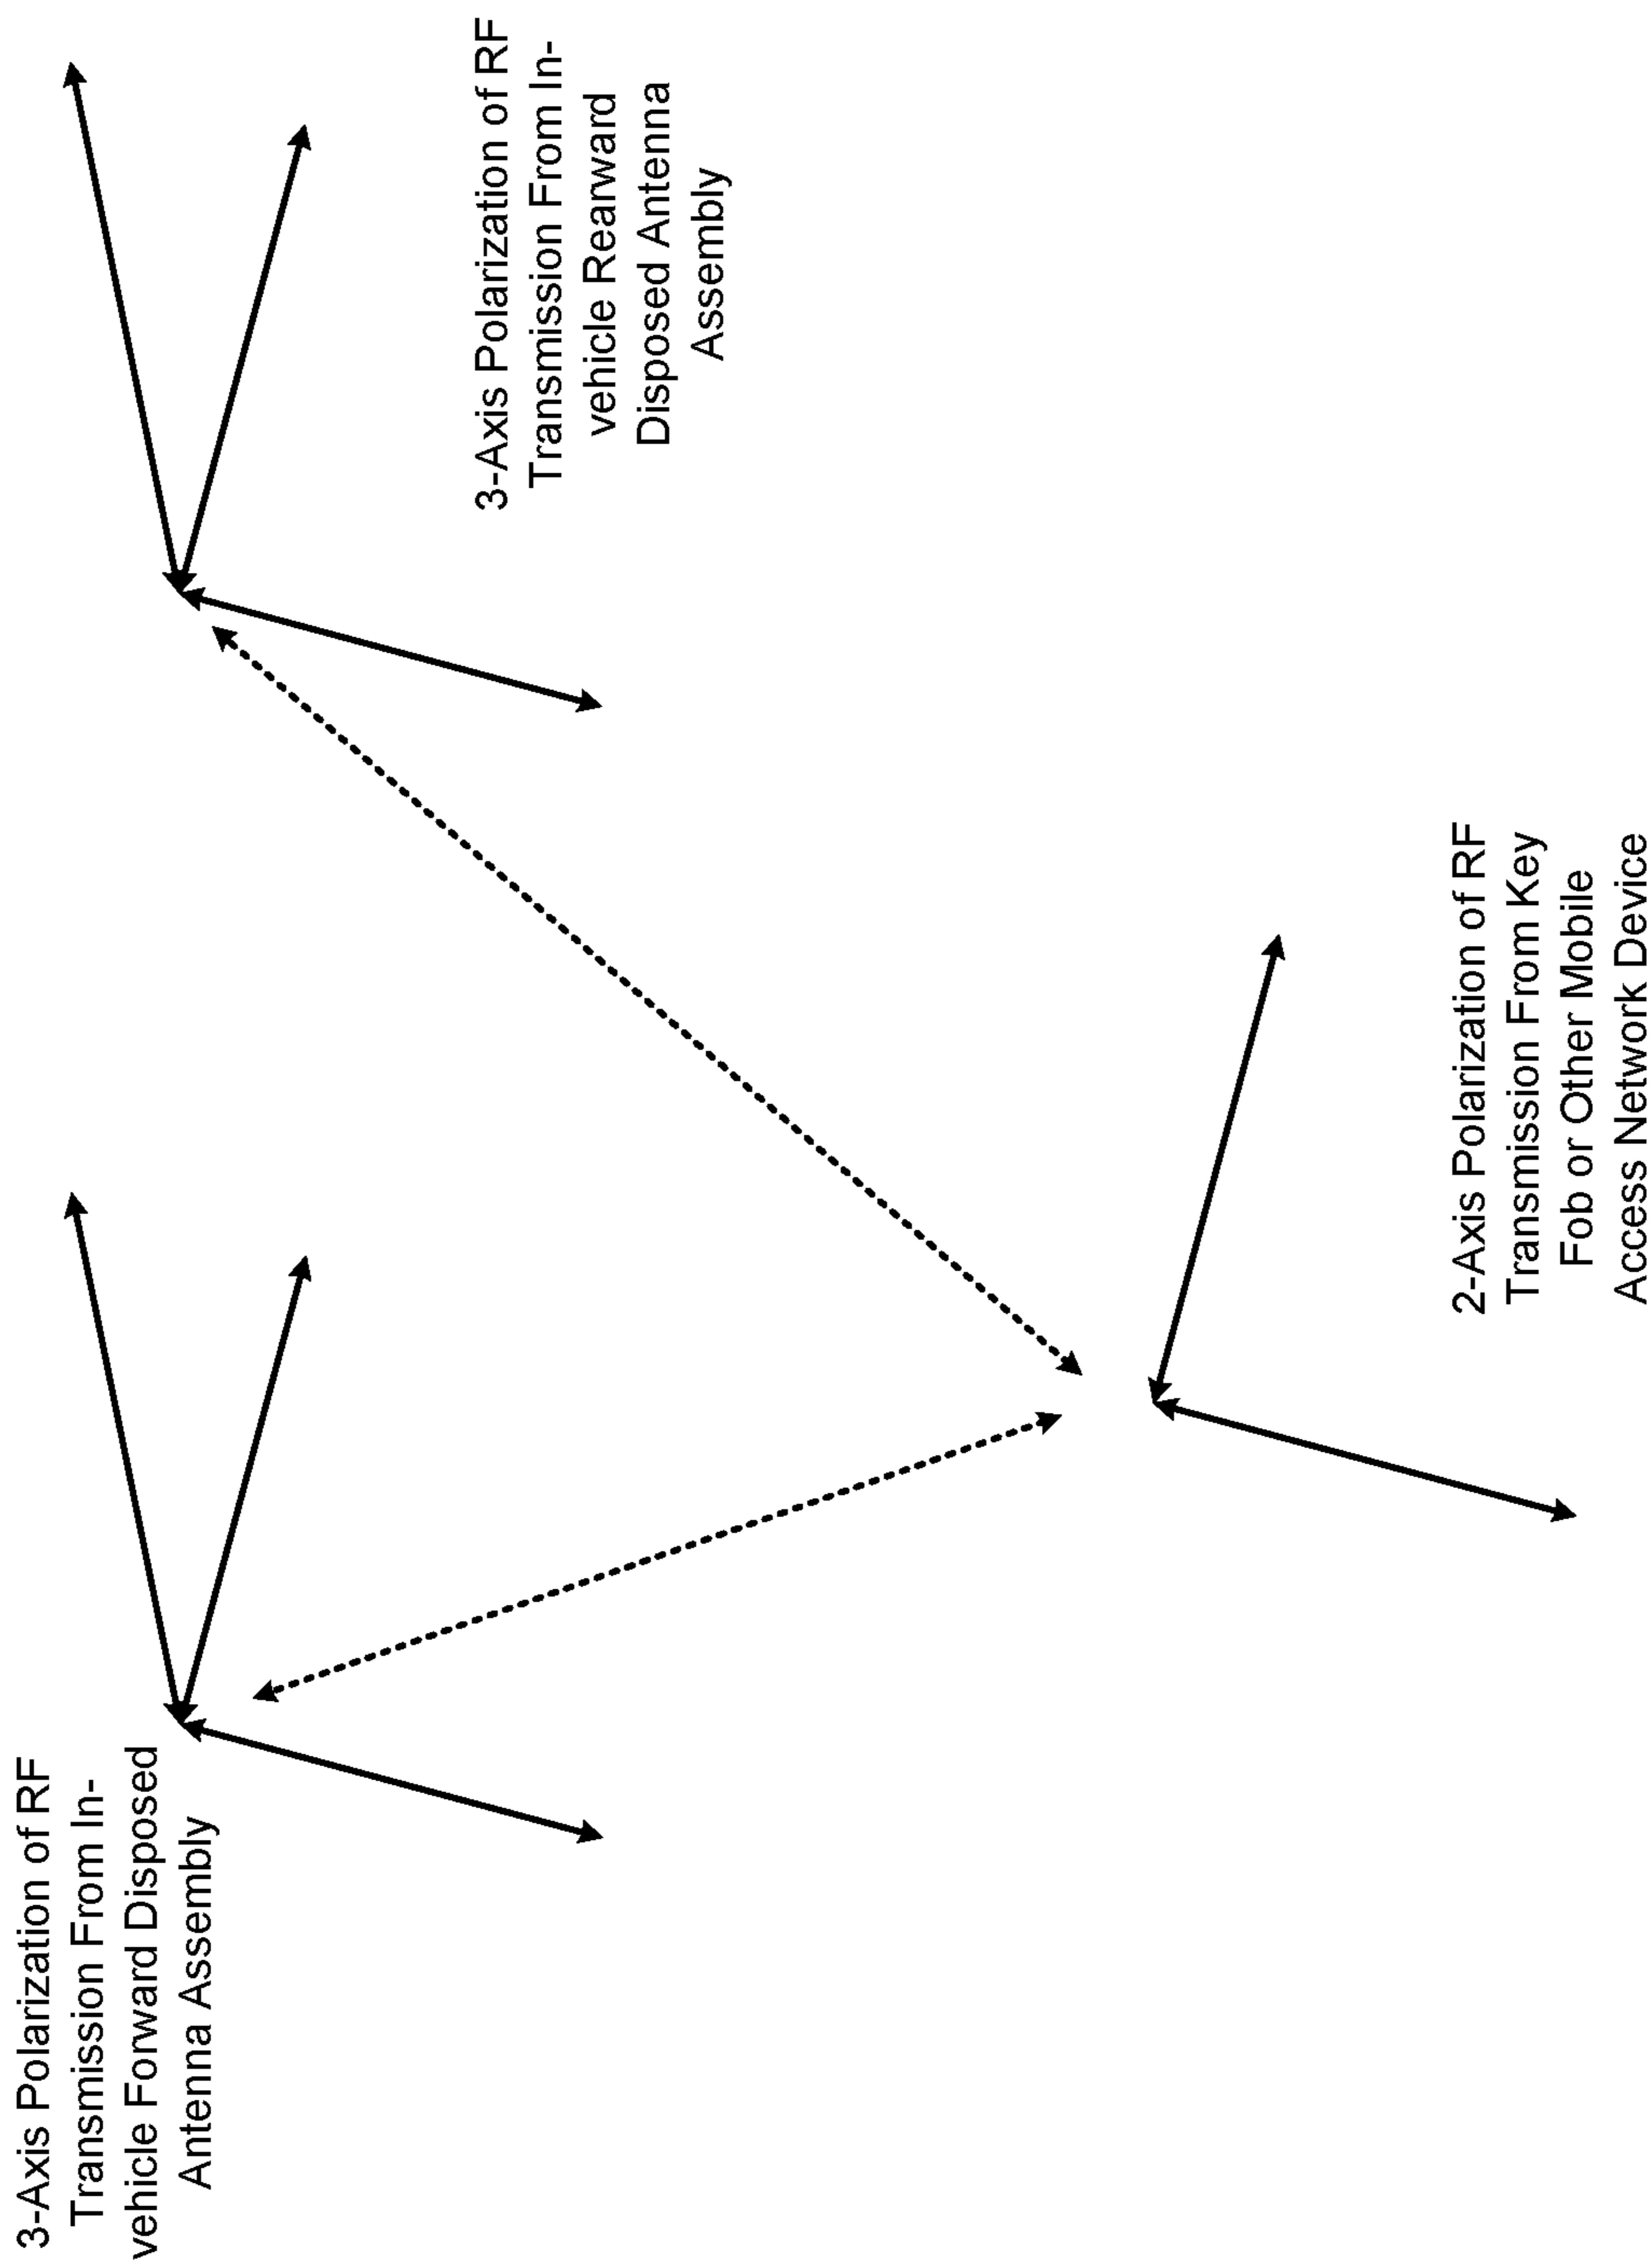 3-Axis Polarization of RF
Transmission From In-
vehicle Forward Disposed
Antenna Assembly
3-Axis Polarization of RF
Transmission From In-
vehicle Rearward
Disposed Antenna
Assembly
2-Axis Polarization of RF
Transmission From Key
Fob or Other Mobile
Access Network Device